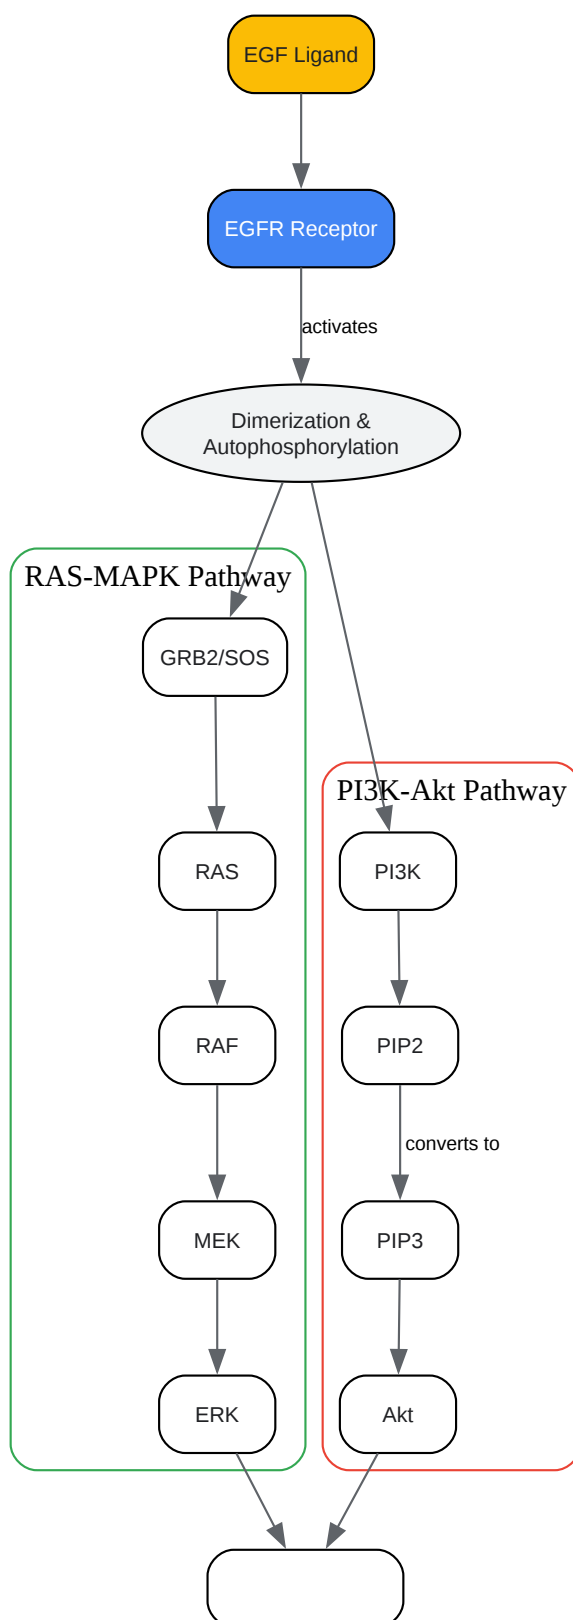 EGF Ligand
EGFR Receptor
activates
Dimerization &
Autophosphorylation
RAS-MAPK Pathway
GRB2/SOS
RAS
RAF
MEK
ERK
PI3K-Akt Pathway
PI3K
PIP2
converts to
PIP3
Akt